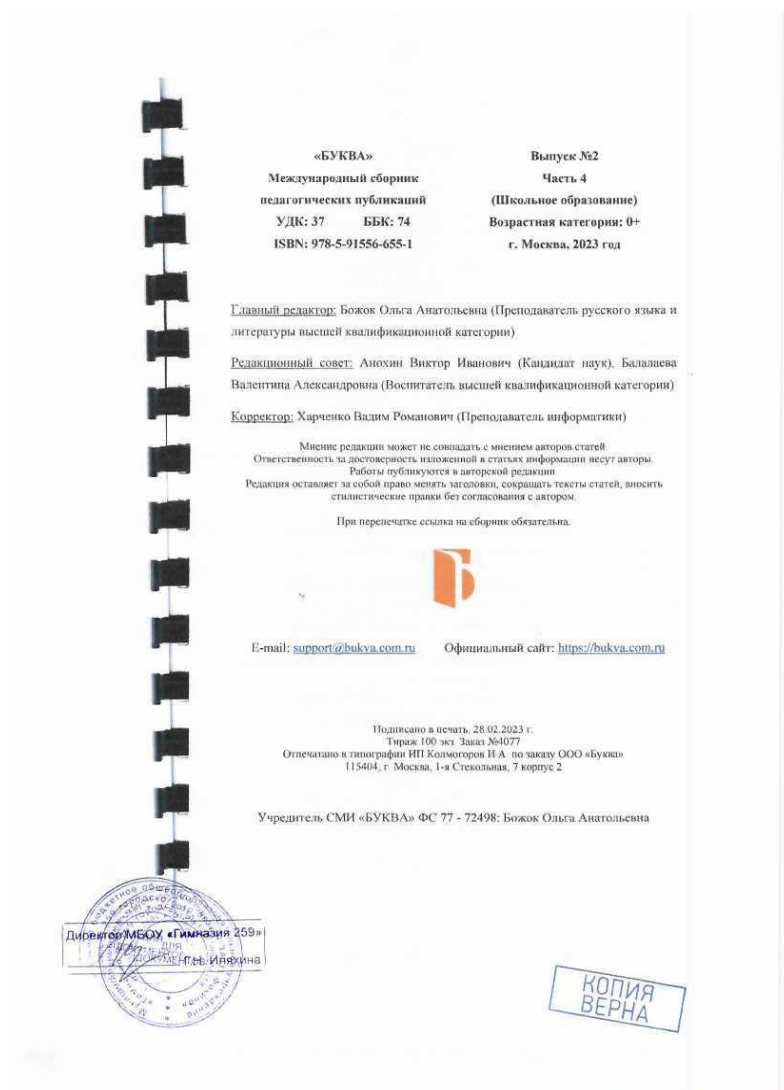 «БУКВА»
Международный сборник
педагогических публикаций
УДК: 37 ББК: 74
ISBN: 978-5-91556-655-1
Выпуск №2
Часть 4
(Школьное образование)
Возрастная категория: 0+
г. Москва, 2023 год
Главный редактор: Божок Ольга Анатольевна (Преподаватель русского языка и
литературы высшей квалификационной категории)
Редакционный совет: Анохин Виктор Иванович (Кандидат наук), Балалаева
Валентина Александровна (Воспитатель высшей квалификационной категории)
Корректор: Харченко Вадим Романович (Преподаватель информатики)
Мнение редакции может не совпадать с мнением авторов статей.
Ответственность за достоверность изложенной в статьях информации несут авторы.
Работы публикуются в авторской редакции
Редакция оставляет за собой право менять заголовки, сокращать тексты статей, вносить
стилистические правки без согласования с автором.
При перепечатке ссылка на сборник обязательна.
E-mail: support@bukva.com.ru Официальный сайт: https://bukva.com.ru
Подписано в печать. 28.02.2023 г.
Тираж 100 экз. Заказ №4077
Отпечатано в типографии ИП Колмогоров И.А. по заказу ООО «Буква»
115404, г. Москва, 1-я Стекольная, 7 корпус 2
Учредитель СМИ «БУКВА» ФС 77 - 72498: Божок Ольга Анатольевна
Директор МБОУ «Гимназия 259»
ДЛЯ
ДОКУМЕНТОВ
Иляхина
КОПИЯ
ВЕРНА